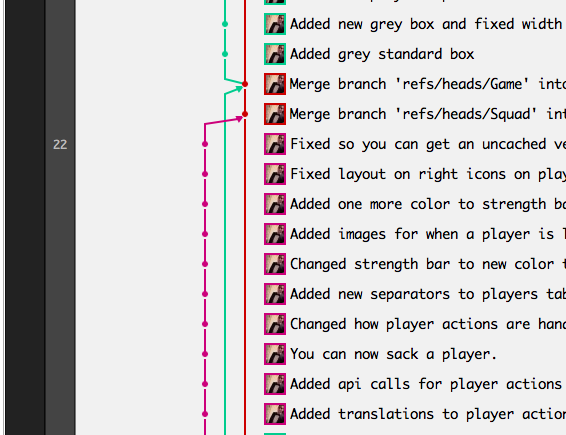 Added new grey box and fixed width
Added grey standard box
Merge branch 'refs/heads/Game' into
Merge branch 'refs/heads/Squad' int
22
Fixed so you can get an uncached ve
Fixed layout on right icons on play
Added one more color to strength ba
Added images for when a player is
Changed strength bar to new color t
Added new separators to players tab
Changed how player actions are hand
You can now sack a player.
Added api calls for player actions
Added translations to player action